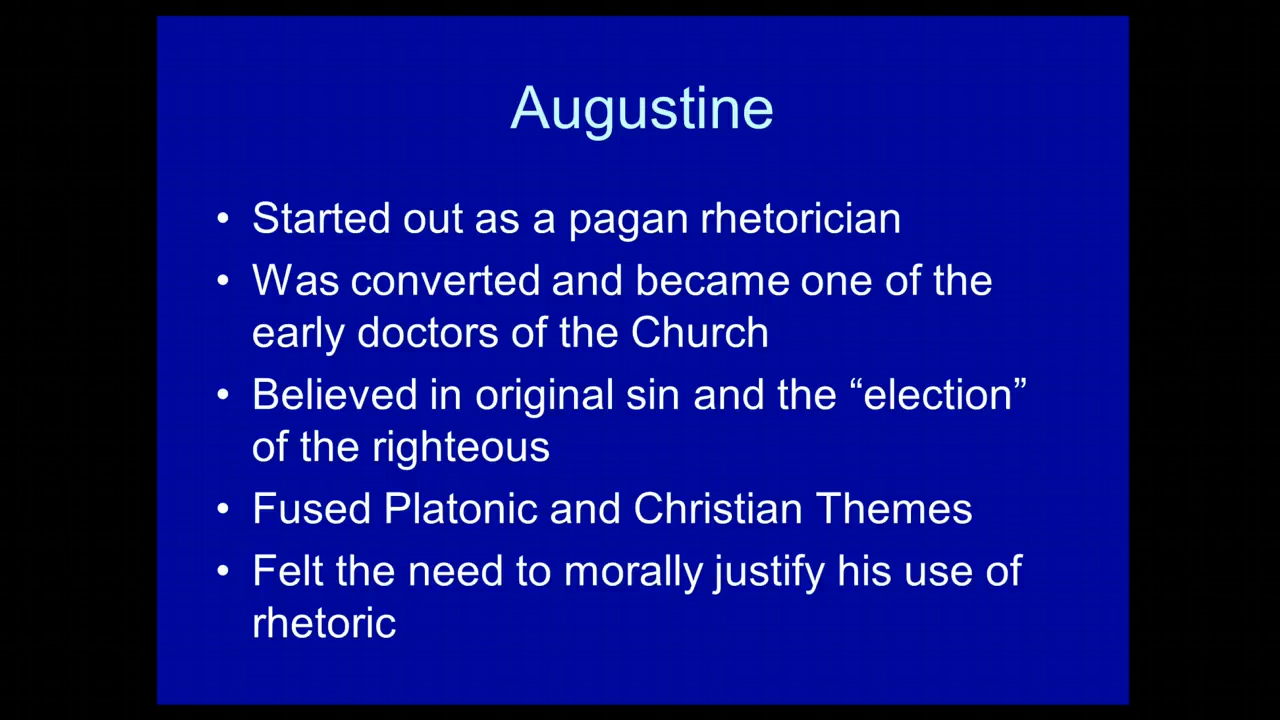 Augustine
• Started out as a pagan rhetorician
• Was converted and became one of the
early doctors of the Church
• Believed in original sin and the “election”
of the righteous
• Fused Platonic and Christian Themes
• Felt the need to morally justify his use of
rhetoric